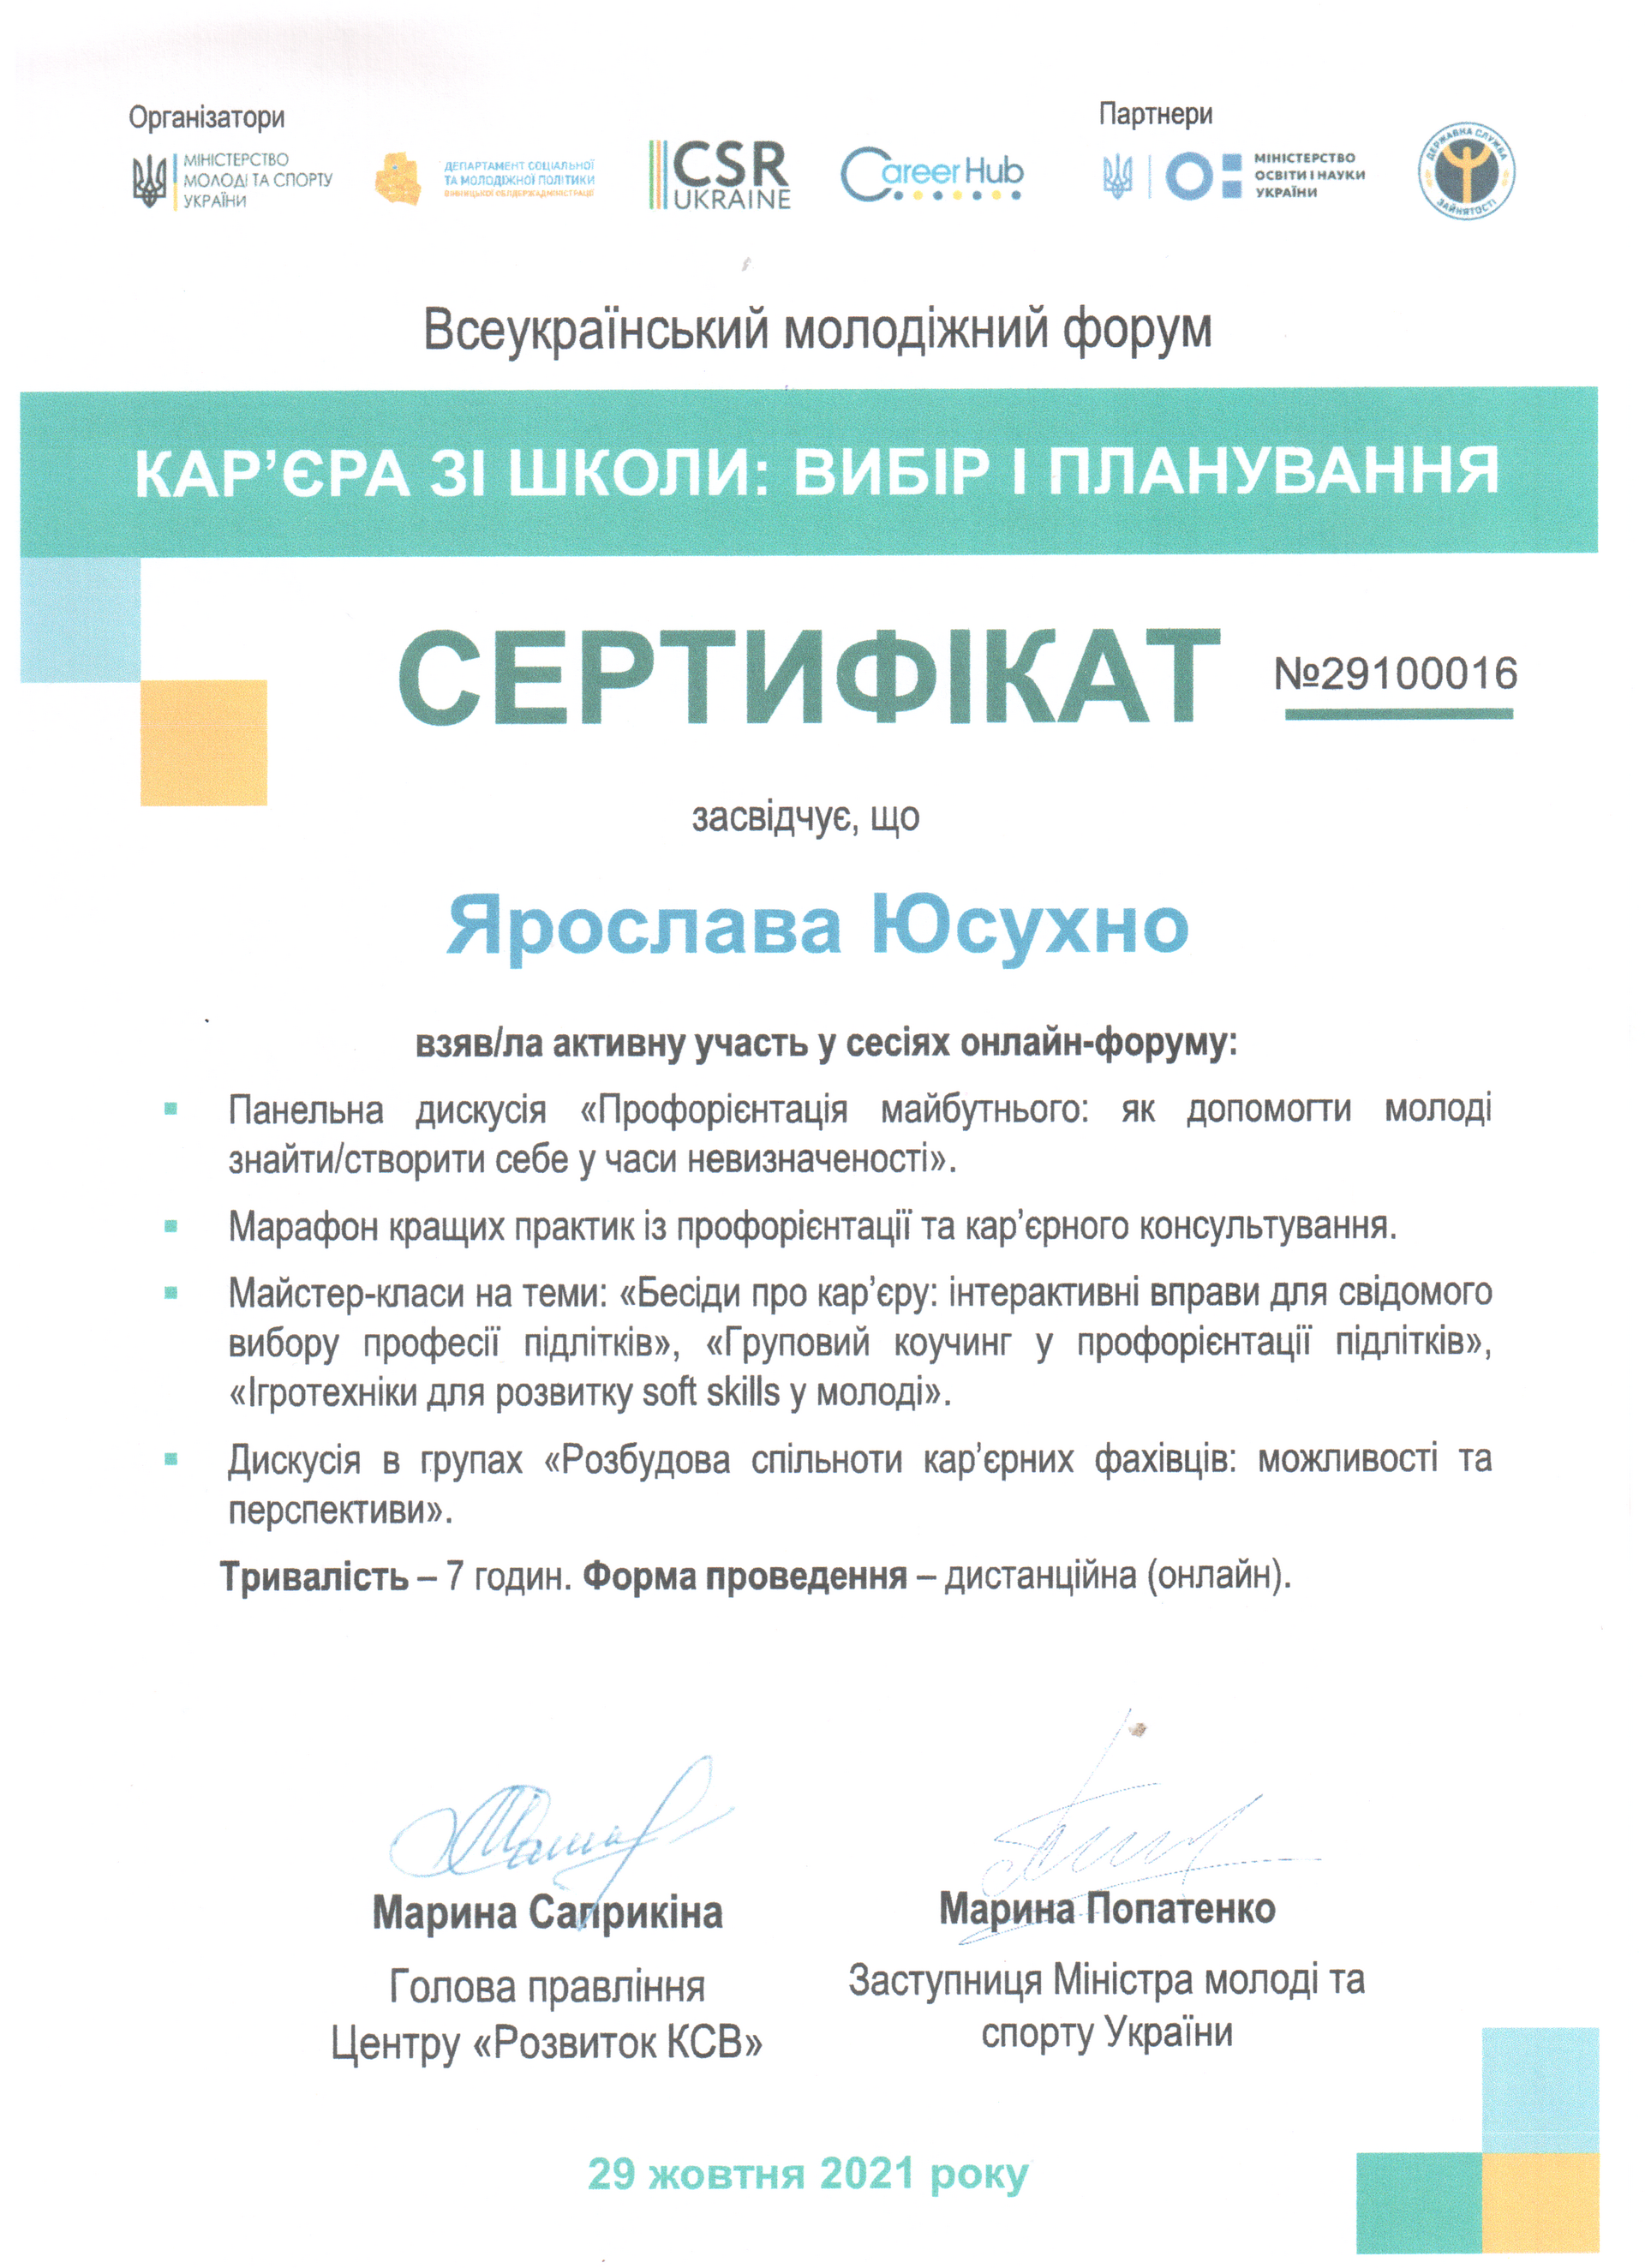 Організатори
Партнери
МІНІСТЕРСТВО
МОЛОДІ ТА СПОРТУ
УКРАЇНИ
ДЕПАРТАМЕНТ СОЦІАЛЬНОЇ
ТА МОЛОДІЖНОЇ ПОЛІТИКИ
ВІННИЦЬКОЇ ОБЛДЕРЖАДМІНІСТРАЦІЇ
CSR
UKRAINE
Career Hub
МІНІСТЕРСТВО
ОСВІТИ І НАУКИ
УКРАЇНИ
ДЕРЖАВНА СЛУЖБА
ЗАЙНЯТОСТІ
Всеукраїнський молодіжний форум
КАР’ЄРА ЗІ ШКОЛИ: ВИБІР І ПЛАНУВАННЯ
СЕРТИФІКАТ №29100016
засвідчує, що
Ярослава Юсухно
взяв/ла активну участь у сесіях онлайн-форуму:
▪ Панельна дискусія «Профорієнтація майбутнього: як допомогти молоді
знайти/створити себе у часи невизначеності».
▪ Марафон кращих практик із профорієнтації та кар’єрного консультування.
▪ Майстер-класи на теми: «Бесіди про кар’єру: інтерактивні вправи для свідомого
вибору професії підлітків», «Груповий коучинг у профорієнтації підлітків»,
«Ігротехніки для розвитку soft skills у молоді».
▪ Дискусія в групах «Розбудова спільноти кар’єрних фахівців: можливості та
перспективи».
Тривалість – 7 годин. Форма проведення – дистанційна (онлайн).
Марина Саприкіна
Голова правління
Центру «Розвиток КСВ»
Марина Попатенко
Заступниця Міністра молоді та
спорту України
29 жовтня 2021 року